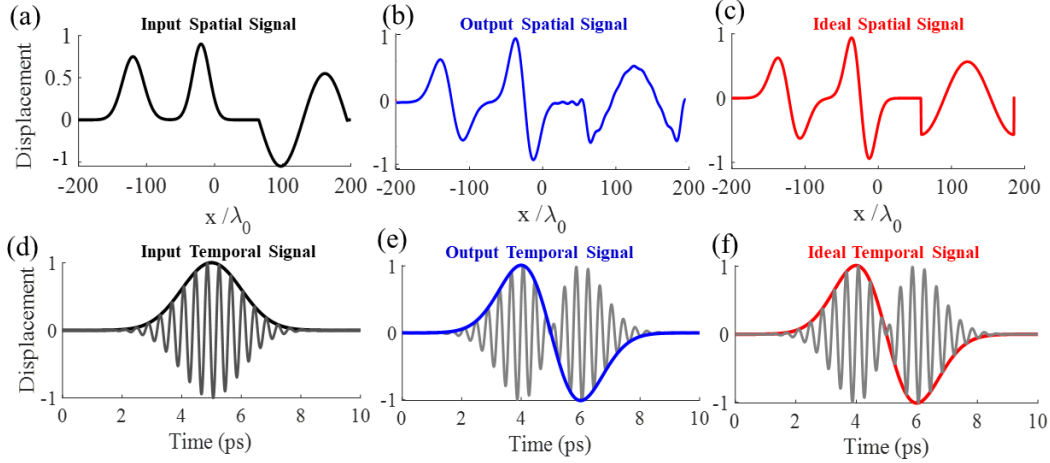 (a) Input Spatial Signal
(b) Output Spatial Signal
(c) Ideal Spatial Signal
Displacement
1
0.5
0
-1
-200 -100 0 100 200
x / λ0
1
0
-1
-200 -100 0 100 200
x / λ0
1
0
-1
-200 -100 0 100 200
x / λ0
(d) Input Temporal Signal
(e) Output Temporal Signal
(f) Ideal Temporal Signal
Displacement
1
0
-1
0 2 4 6 8 10
Time (ps)
1
0
-1
0 2 4 6 8 10
Time (ps)
1
0
-1
0 2 4 6 8 10
Time (ps)